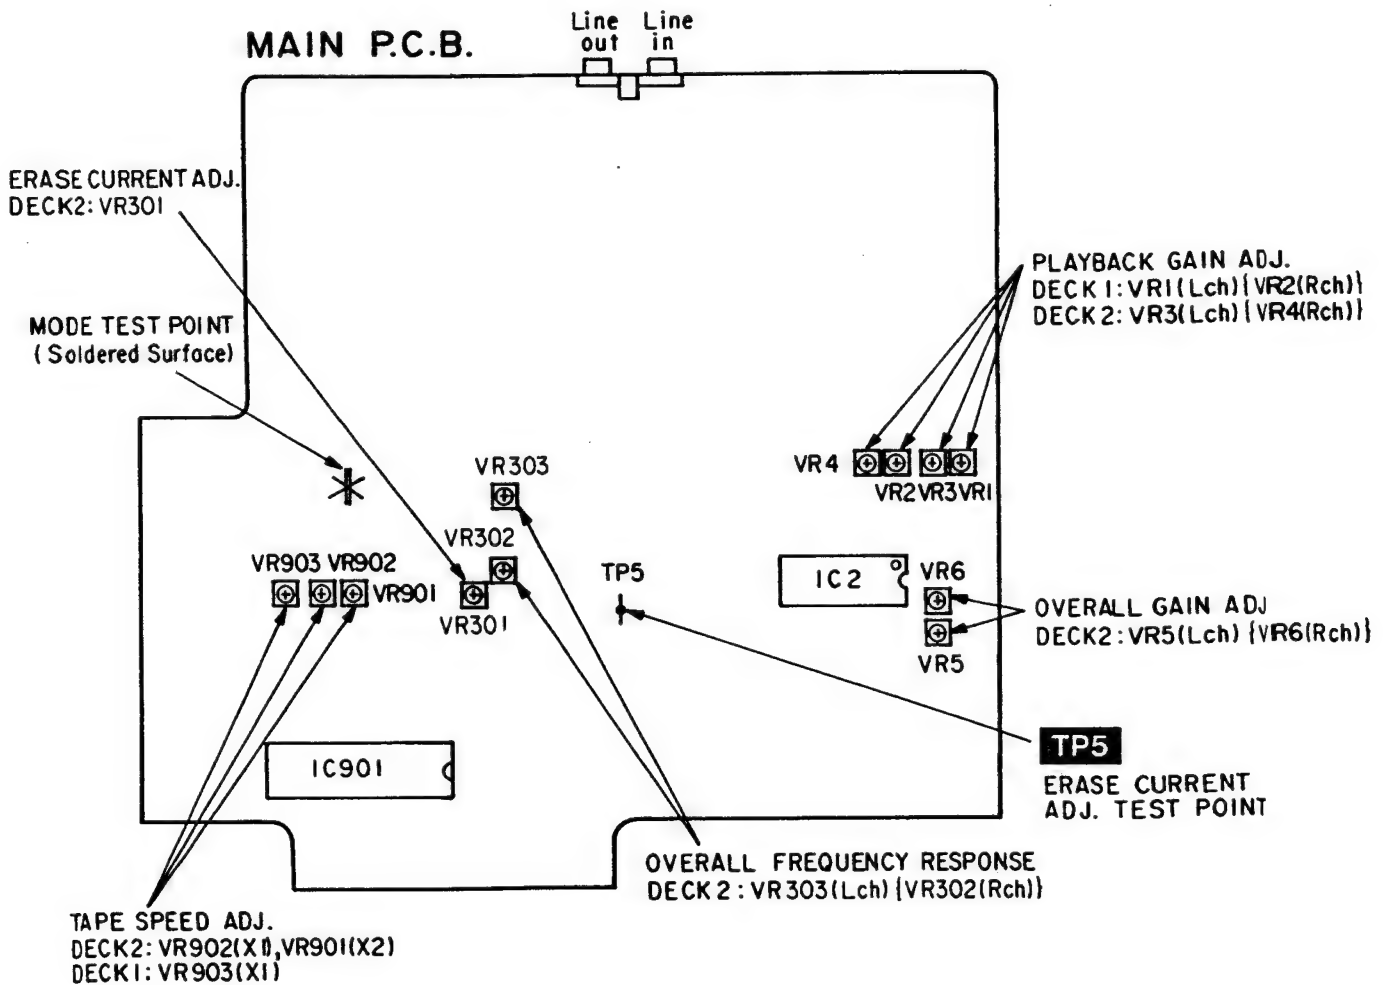 MAIN P.C.B.
Line out
Line in
ERASE CURRENT ADJ.
DECK2: VR301
MODE TEST POINT
(Soldered Surface)
PLAYBACK GAIN ADJ.
DECK 1: VR1(Lch){VR2(Rch)}
DECK 2: VR3(Lch){VR4(Rch)}
VR4
VR2 VR3 VR1
VR303
VR302
VR301
VR903 VR902
VR901
TP5
IC2
VR6
VR5
OVERALL GAIN ADJ
DECK2: VR5(Lch) {VR6(Rch)}
TP5
ERASE CURRENT
ADJ. TEST POINT
IC901
OVERALL FREQUENCY RESPONSE
DECK 2: VR303(Lch){VR302(Rch)}
TAPE SPEED ADJ.
DECK2: VR902(X1),VR901(X2)
DECK1: VR903(X1)